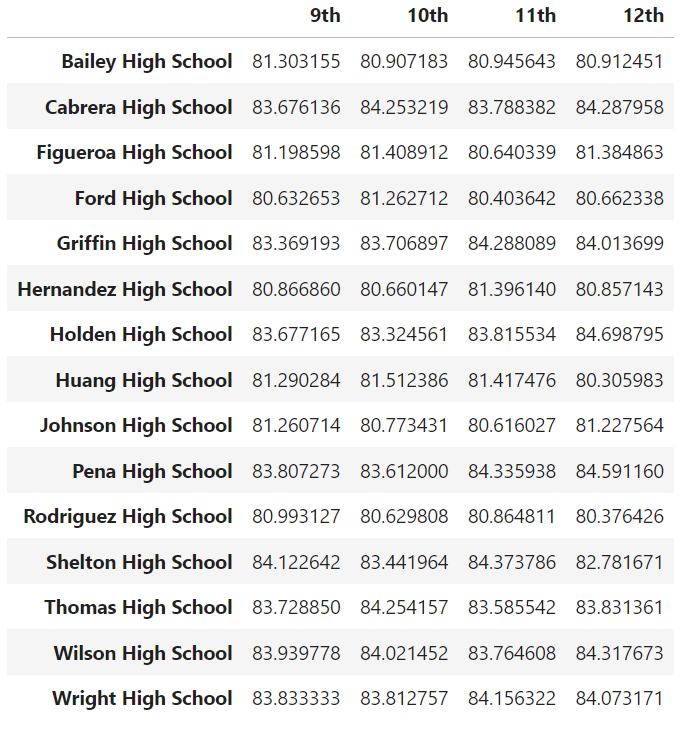 9th 10th 11th 12th
Bailey High School 81.303155 80.907183 80.945643 80.912451
Cabrera High School 83.676136 84.253219 83.788382 84.287958
Figueroa High School 81.198598 81.408912 80.640339 81.384863
Ford High School 80.632653 81.262712 80.403642 80.662338
Griffin High School 83.369193 83.706897 84.288089 84.013699
Hernandez High School 80.866860 80.660147 81.396140 80.857143
Holden High School 83.677165 83.324561 83.815534 84.698795
Huang High School 81.290284 81.512386 81.417476 80.305983
Johnson High School 81.260714 80.773431 80.616027 81.227564
Pena High School 83.807273 83.612000 84.335938 84.591160
Rodriguez High School 80.993127 80.629808 80.864811 80.376426
Shelton High School 84.122642 83.441964 84.373786 82.781671
Thomas High School 83.728850 84.254157 83.585542 83.831361
Wilson High School 83.939778 84.021452 83.764608 84.317673
Wright High School 83.833333 83.812757 84.156322 84.073171